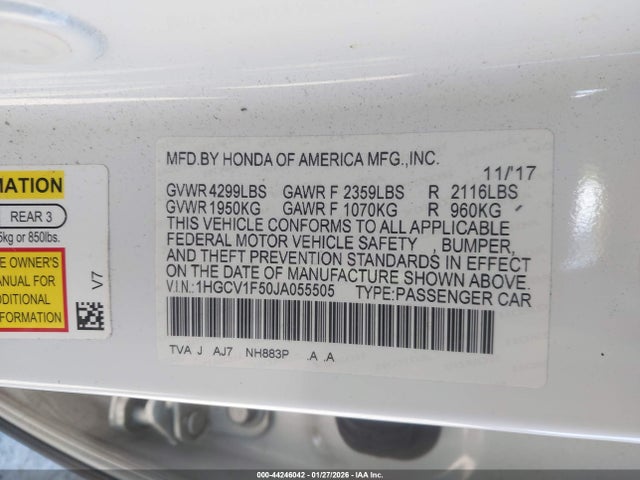 MFD.BY HONDA OF AMERICA MFG.,INC.
11/'17
GVWR 4299LBS GAWR F 2359LBS R 2116LBS
GVWR 1950KG GAWR F 1070KG R 960KG
THIS VEHICLE CONFORMS TO ALL APPLICABLE
FEDERAL MOTOR VEHICLE SAFETY , BUMPER,
AND THEFT PREVENTION STANDARDS IN EFFECT
ON THE DATE OF MANUFACTURE SHOWN ABOVE.
V.I.N.:1HGCV1F50JA055505 TYPE:PASSENGER CAR
TVA J AJ7 NH883P .A .A
MATION
REAR 3
5kg or 850lbs.
E OWNER'S
ANUAL FOR
INFORMATION
V7
000-44246042 | 01/27/2026 - IAA Inc.